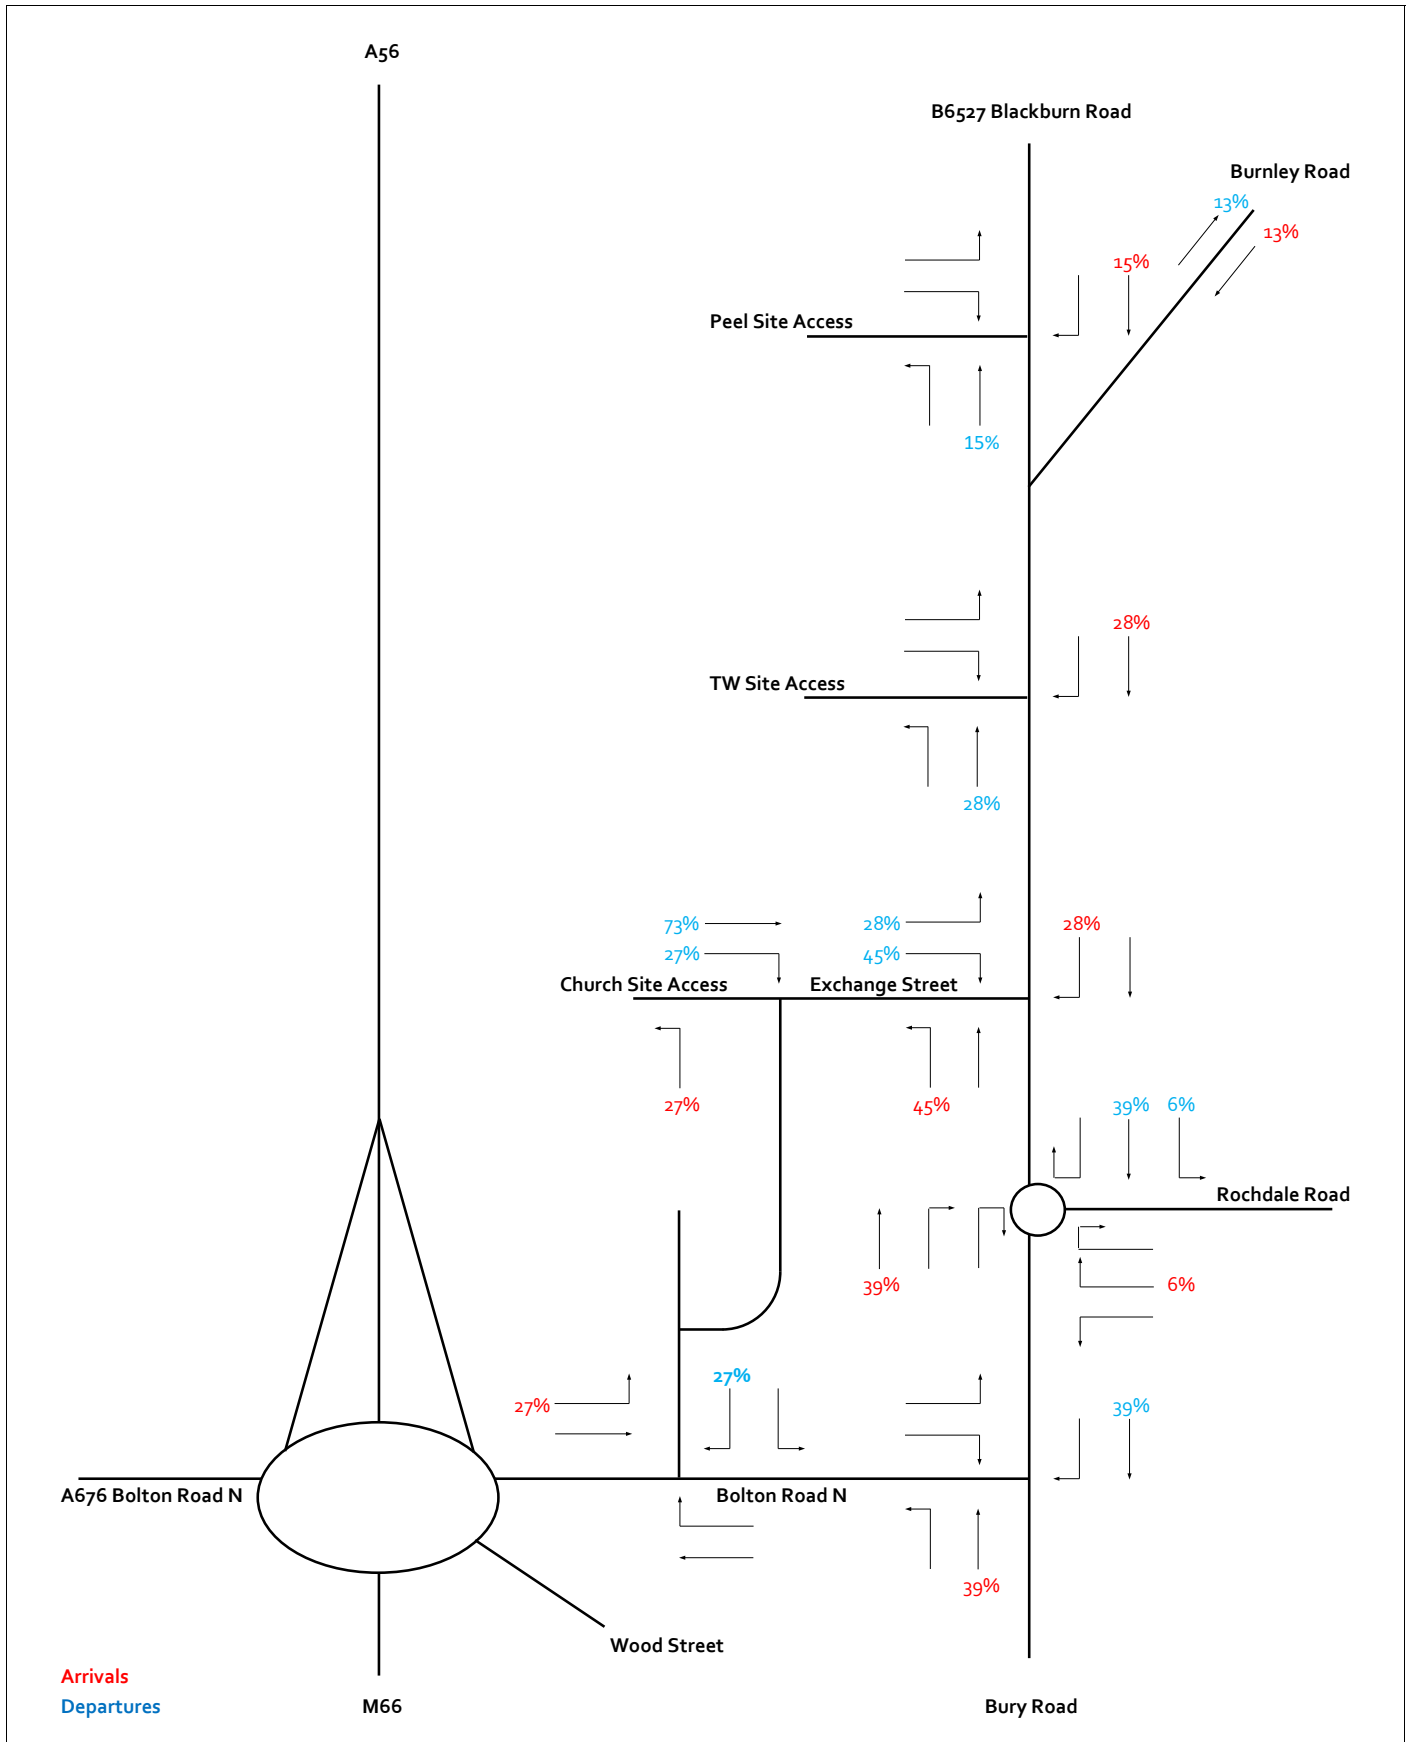 A56
B6527 Blackburn Road
Burnley Road
13%
13%
15%
Peel Site Access
15%
28%
TW Site Access
28%
73%
28%
28%
27%
45%
Church Site Access
Exchange Street
27%
45%
39%
6%
Rochdale Road
39%
6%
27%
27%
39%
A676 Bolton Road N
Bolton Road N
39%
Wood Street
Arrivals
Departures
M66
Bury Road